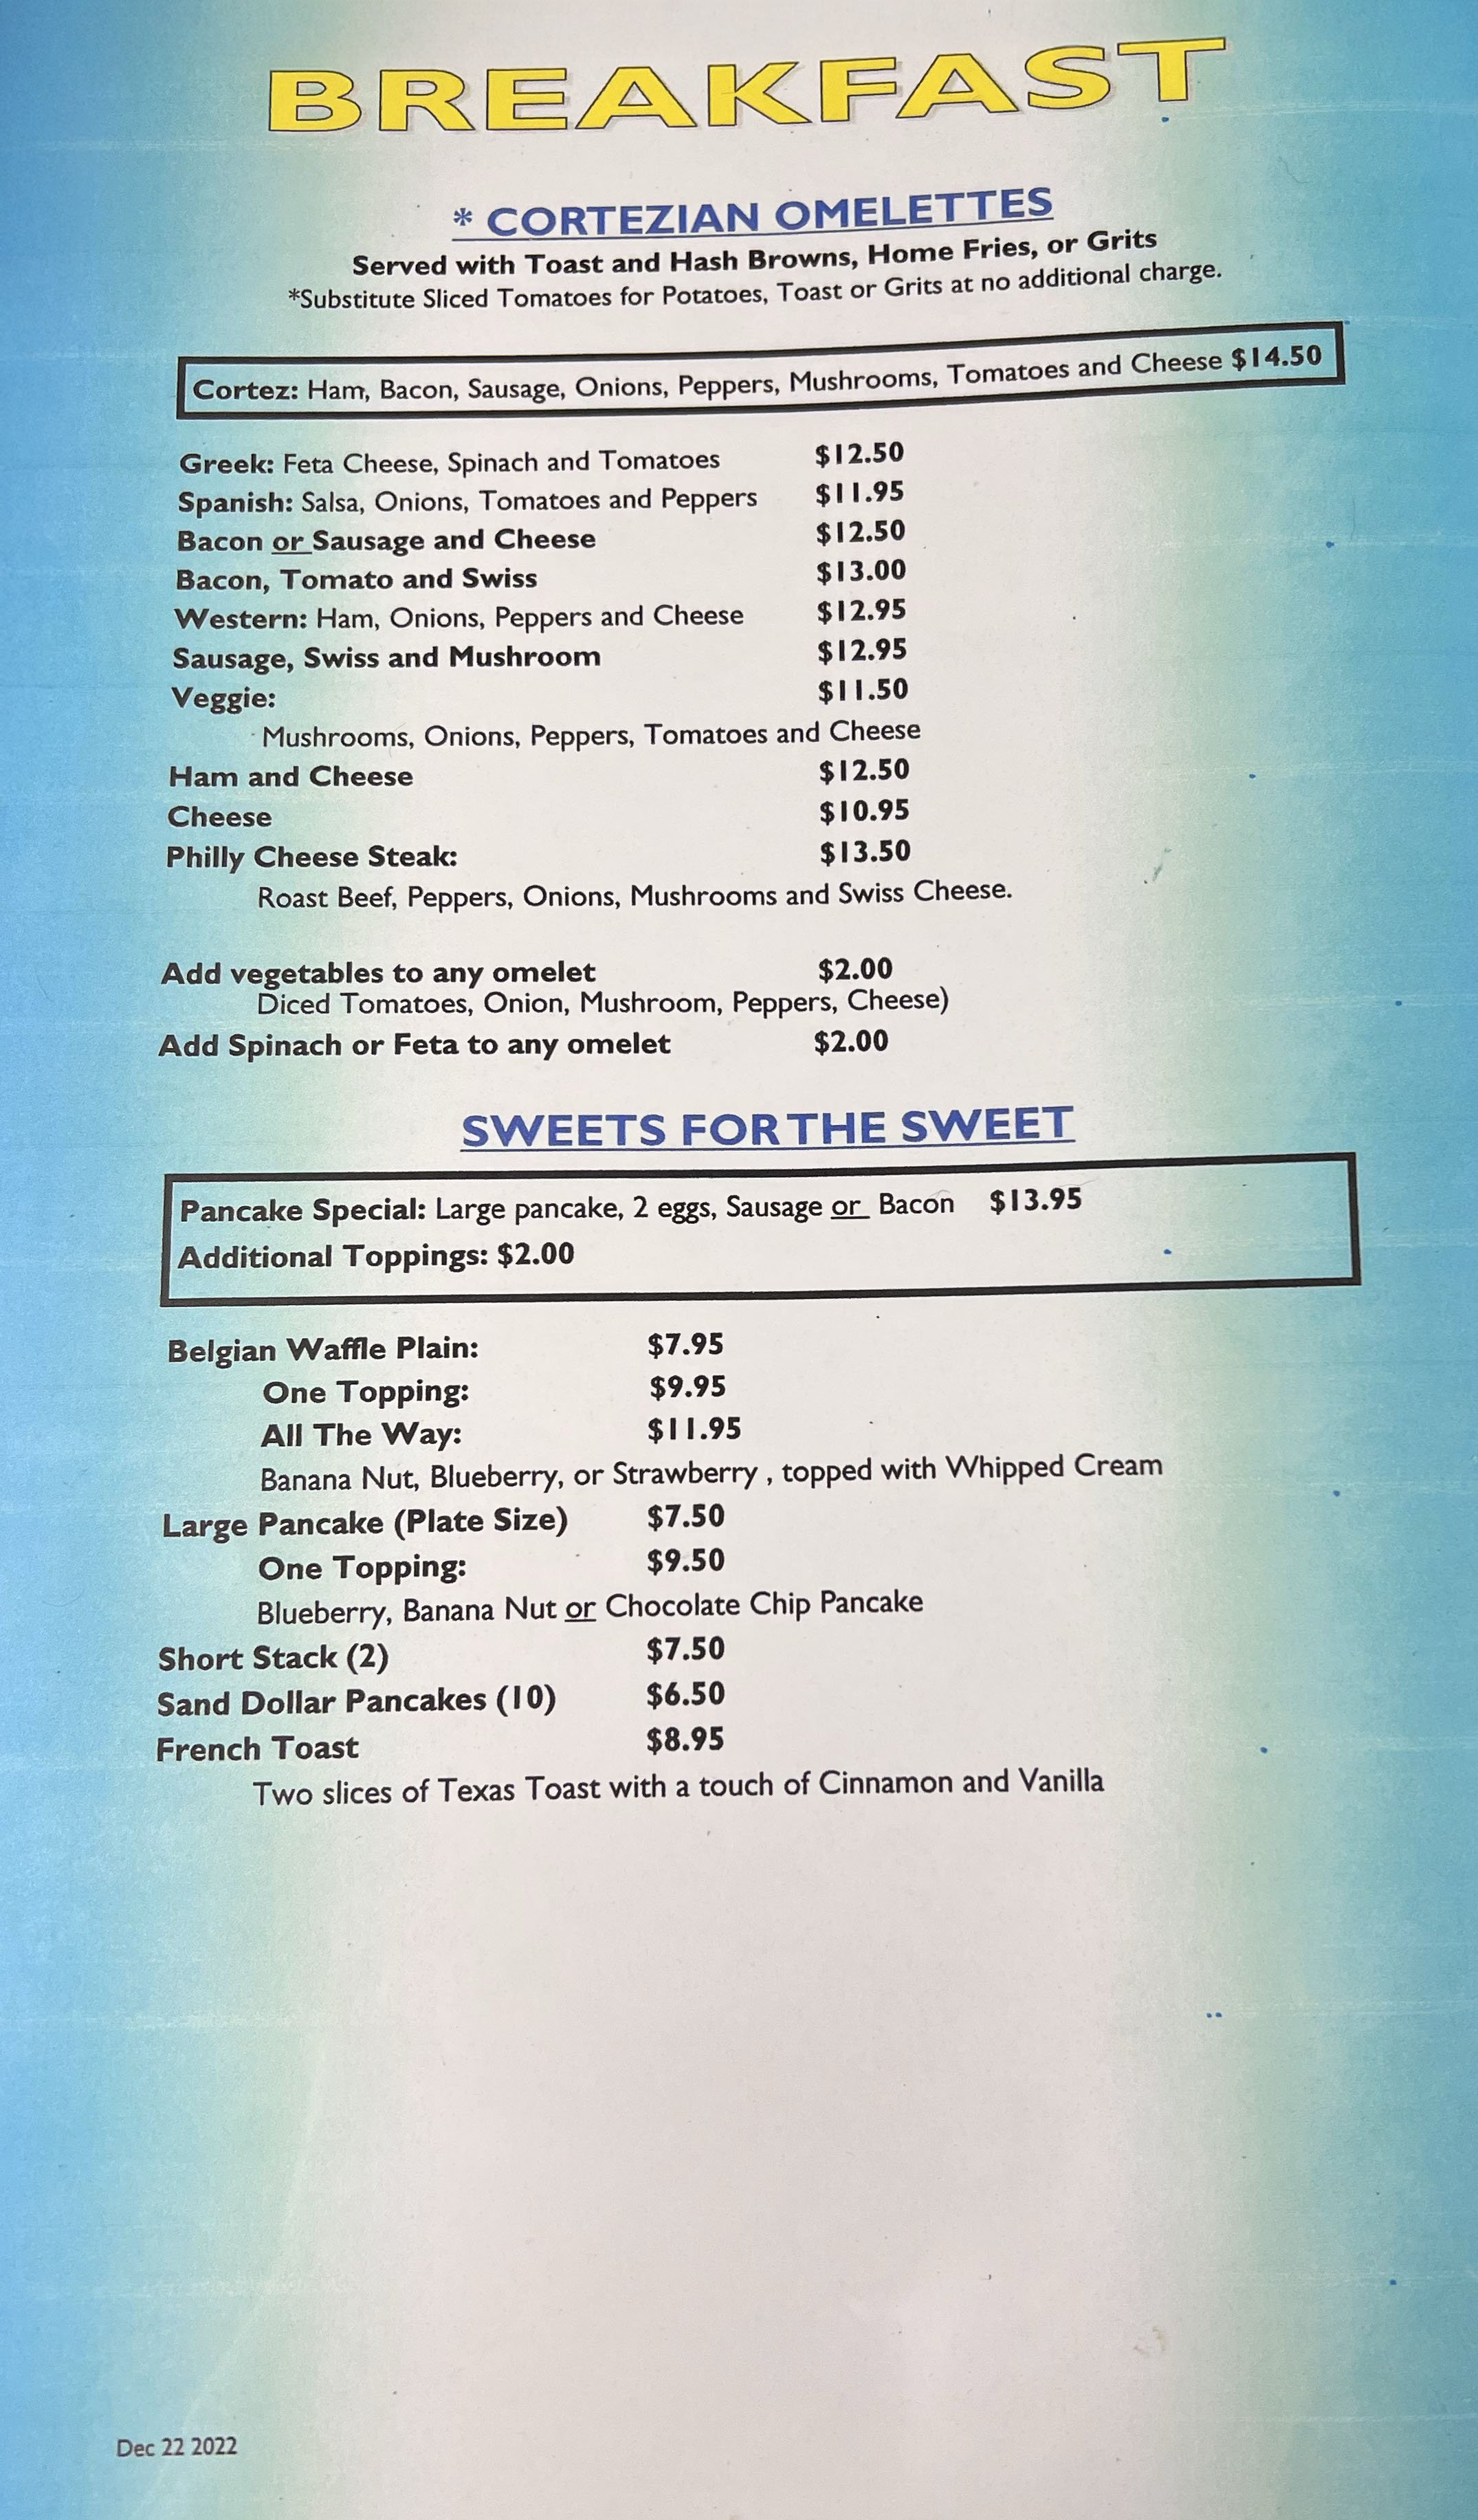 BREAKFAST
* CORTEZIAN OMELETTES
Served with Toast and Hash Browns, Home Fries, or Grits
*Substitute Sliced Tomatoes for Potatoes, Toast or Grits at no additional charge.
Cortez: Ham, Bacon, Sausage, Onions, Peppers, Mushrooms, Tomatoes and Cheese $14.50
Greek: Feta Cheese, Spinach and Tomatoes $12.50
Spanish: Salsa, Onions, Tomatoes and Peppers $11.95
Bacon or Sausage and Cheese $12.50
Bacon, Tomato and Swiss $13.00
Western: Ham, Onions, Peppers and Cheese $12.95
Sausage, Swiss and Mushroom $12.95
Veggie: $11.50
Mushrooms, Onions, Peppers, Tomatoes and Cheese
Ham and Cheese $12.50
Cheese $10.95
Philly Cheese Steak: $13.50
Roast Beef, Peppers, Onions, Mushrooms and Swiss Cheese.
Add vegetables to any omelet $2.00
Diced Tomatoes, Onion, Mushroom, Peppers, Cheese)
Add Spinach or Feta to any omelet $2.00
SWEETS FOR THE SWEET
Pancake Special: Large pancake, 2 eggs, Sausage or Bacon $13.95
Additional Toppings: $2.00
Belgian Waffle Plain: $7.95
One Topping: $9.95
All The Way: $11.95
Banana Nut, Blueberry, or Strawberry , topped with Whipped Cream
Large Pancake (Plate Size) $7.50
One Topping: $9.50
Blueberry, Banana Nut or Chocolate Chip Pancake
Short Stack (2) $7.50
Sand Dollar Pancakes (10) $6.50
French Toast $8.95
Two slices of Texas Toast with a touch of Cinnamon and Vanilla
Dec 22 2022